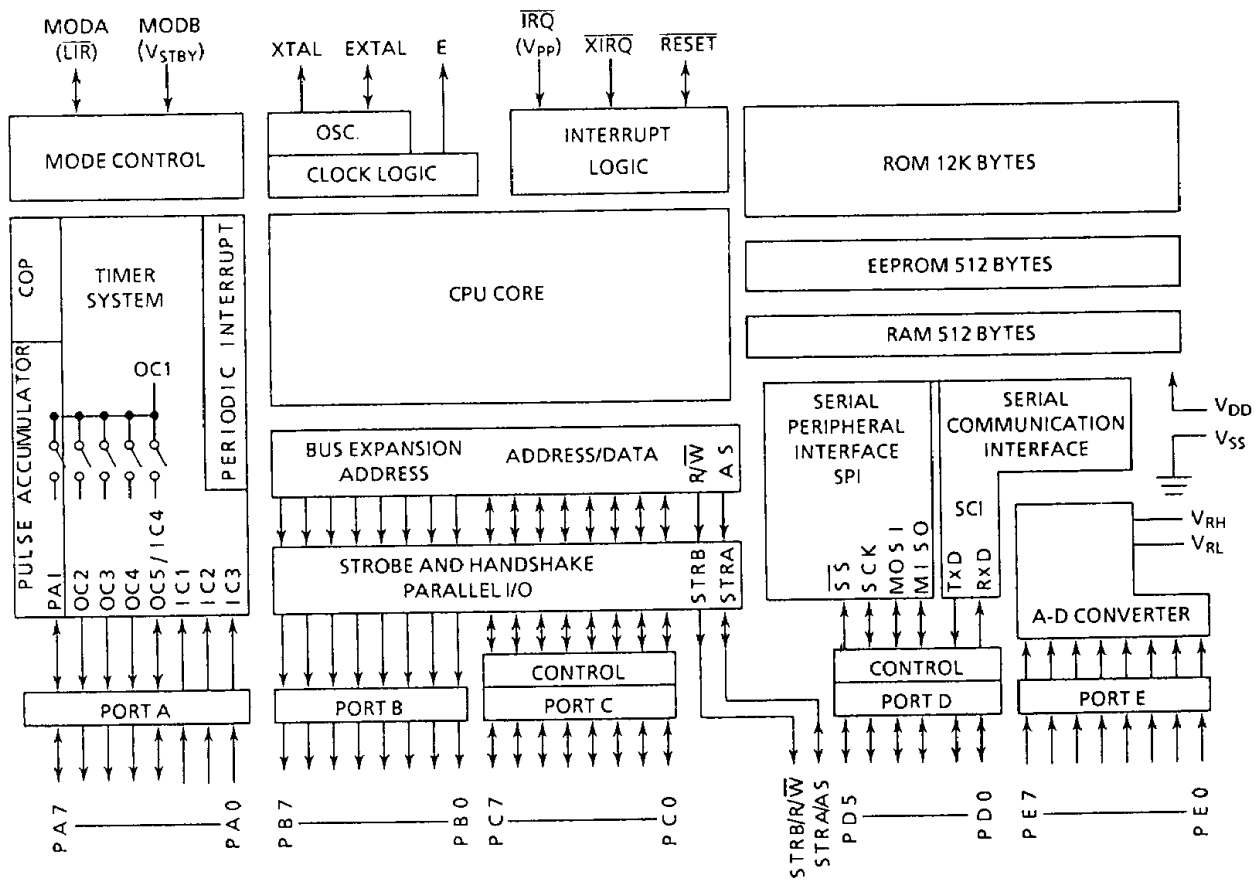 MODA
(LIR)
MODB
(VSTBY)
XTAL
EXTAL
E
IRQ
(VPP)
XIRQ
RESET
MODE CONTROL
OSC.
CLOCK LOGIC
INTERRUPT
LOGIC
ROM 12K BYTES
COP
TIMER
SYSTEM
PERIODIC INTERRUPT
CPU CORE
EEPROM 512 BYTES
RAM 512 BYTES
PULSE ACCUMULATOR
OC1
PAI
OC2
OC3
OC4
OC5/IC4
IC1
IC2
IC3
BUS EXPANSION
ADDRESS
ADDRESS/DATA
R/W
AS
STROBE AND HANDSHAKE
PARALLEL I/O
STRB
STRA
SERIAL
PERIPHERAL
INTERFACE
SPI
SS
SCK
MOSI
MISO
SERIAL
COMMUNICATION
INTERFACE
SCI
TxD
RxD
VDD
VSS
VRH
VRL
A-D CONVERTER
PORT A
PORT B
CONTROL
PORT C
CONTROL
PORT D
PORT E
PA7
PA0
PB7
PB0
PC7
PC0
STRB/R/W
STRA/AS
PD5
PD0
PE7
PE0